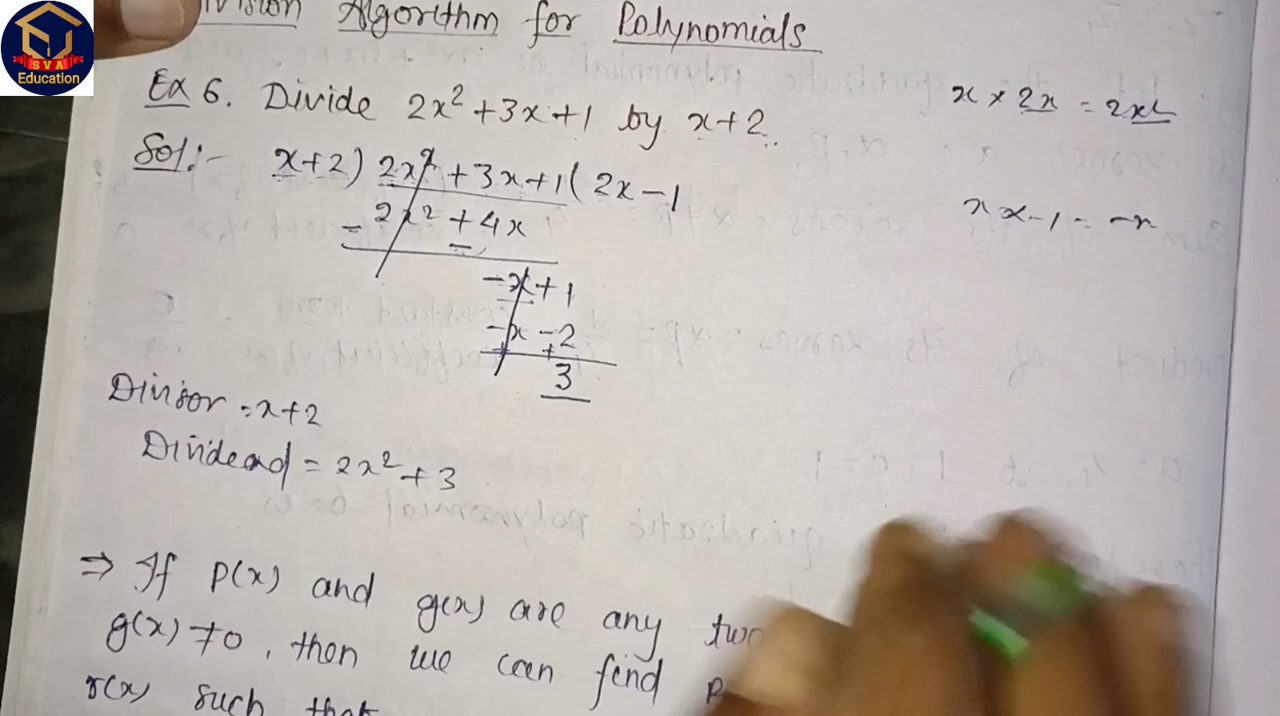 SVA
Education
Division Algorithm for Polynomials
Ex 6. Divide 2x² + 3x + 1 by x + 2.
x × 2x = 2x²
Sol:- x+2) 2x² + 3x + 1 ( 2x - 1
2x² + 4x
x × -1 = -x
- -
-x + 1
-x - 2
+ +
3
Divisor = x + 2
Dividend = 2x² + 3
⇒ If p(x) and g(x) are any two
g(x) ≠ 0, then we can find
r(x) such that